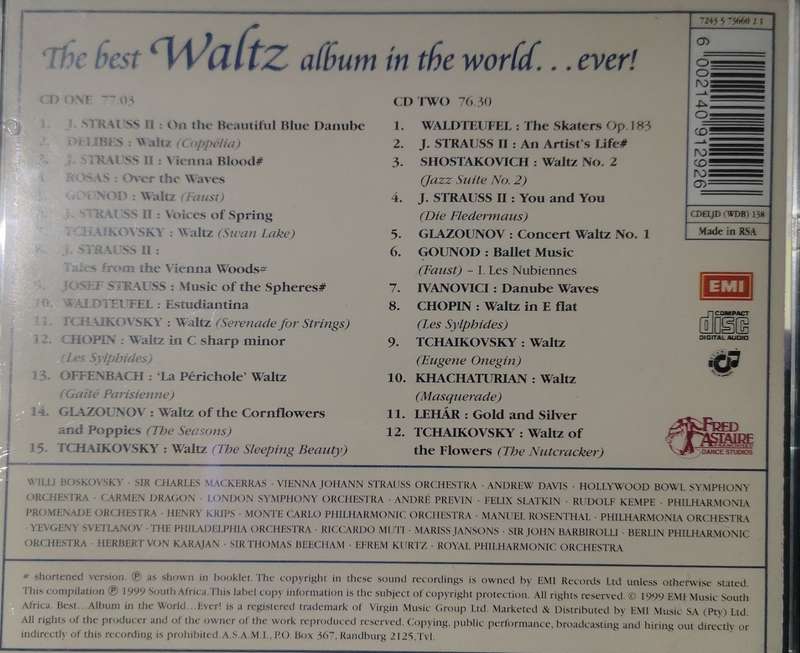 The best Waltz album in the world...ever!
CD ONE 77.03
1. J. STRAUSS II : On the Beautiful Blue Danube
2. DELIBES : Waltz (Coppélia)
3. J. STRAUSS II : Vienna Blood#
4. ROSAS : Over the Waves
5. GOUNOD : Waltz (Faust)
6. J. STRAUSS II : Voices of Spring
7. TCHAIKOVSKY : Waltz (Swan Lake)
8. J. STRAUSS II :
Tales from the Vienna Woods#
9. JOSEF STRAUSS : Music of the Spheres#
10. WALDTEUFEL : Estudiantina
11. TCHAIKOVSKY : Waltz (Serenade for Strings)
12. CHOPIN : Waltz in C sharp minor
(Les Sylphides)
13. OFFENBACH : 'La Périchole' Waltz
(Gaîté Parisienne)
14. GLAZOUNOV : Waltz of the Cornflowers
and Poppies (The Seasons)
15. TCHAIKOVSKY : Waltz (The Sleeping Beauty)
CD TWO 76.30
1. WALDTEUFEL : The Skaters Op.183
2. J. STRAUSS II : An Artist's Life#
3. SHOSTAKOVICH : Waltz No. 2
(Jazz Suite No. 2)
4. J. STRAUSS II : You and You
(Die Fledermaus)
5. GLAZOUNOV : Concert Waltz No. 1
6. GOUNOD : Ballet Music
(Faust) – I. Les Nubiennes
7. IVANOVICI : Danube Waves
8. CHOPIN : Waltz in E flat
(Les Sylphides)
9. TCHAIKOVSKY : Waltz
(Eugene Onegin)
10. KHACHATURIAN : Waltz
(Masquerade)
11. LEHÁR : Gold and Silver
12. TCHAIKOVSKY : Waltz of
the Flowers (The Nutcracker)
7243 5 73660 2 1
6 002140 912926
CDELJD (WDB) 138
Made in RSA
EMI
COMPACT
disc
DIGITAL AUDIO
FRED
ASTAIRE
DANCE STUDIOS
WILLI BOSKOVSKY · SIR CHARLES MACKERRAS · VIENNA JOHANN STRAUSS ORCHESTRA · ANDREW DAVIS · HOLLYWOOD BOWL SYMPHONY
ORCHESTRA · CARMEN DRAGON · LONDON SYMPHONY ORCHESTRA · ANDRÉ PREVIN · FELIX SLATKIN · RUDOLF KEMPE · PHILHARMONIA
PROMENADE ORCHESTRA · HENRY KRIPS · MONTE CARLO PHILHARMONIC ORCHESTRA · MANUEL ROSENTHAL · PHILHARMONIA ORCHESTRA
· YEVGENY SVETLANOV · THE PHILADELPHIA ORCHESTRA · RICCARDO MUTI · MARISS JANSONS · SIR JOHN BARBIROLLI · BERLIN PHILHARMONIC
ORCHESTRA · HERBERT VON KARAJAN · SIR THOMAS BEECHAM · EFREM KURTZ · ROYAL PHILHARMONIC ORCHESTRA
# shortened version. ℗ as shown in booklet. The copyright in these sound recordings is owned by EMI Records Ltd unless otherwise stated.
This compilation ℗ 1999 South Africa. This label copy information is the subject of copyright protection. All rights reserved. © 1999 EMI Music South
Africa. Best...Album in the World...Ever! is a registered trademark of Virgin Music Group Ltd. Marketed & Distributed by EMI Music SA (Pty) Ltd.
All rights of the producer and of the owner of the work reproduced reserved. Copying, public performance, broadcasting and hiring out directly or
indirectly of this recording is prohibited A.S.A.M.I., P.O. Box 367, Randburg 2125, Tvl.